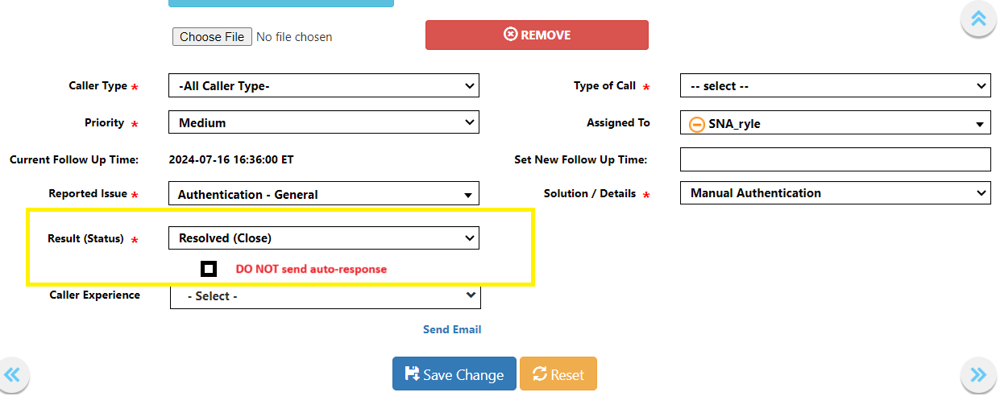 Choose File No file chosen
REMOVE
Caller Type * -All Caller Type- Type of Call * -- select --
Priority * Medium Assigned To SNA_ryle
Current Follow Up Time: 2024-07-16 16:36:00 ET Set New Follow Up Time:
Reported Issue * Authentication - General Solution / Details * Manual Authentication
Result (Status) * Resolved (Close)
DO NOT send auto-response
Caller Experience - Select -
Send Email
Save Change Reset